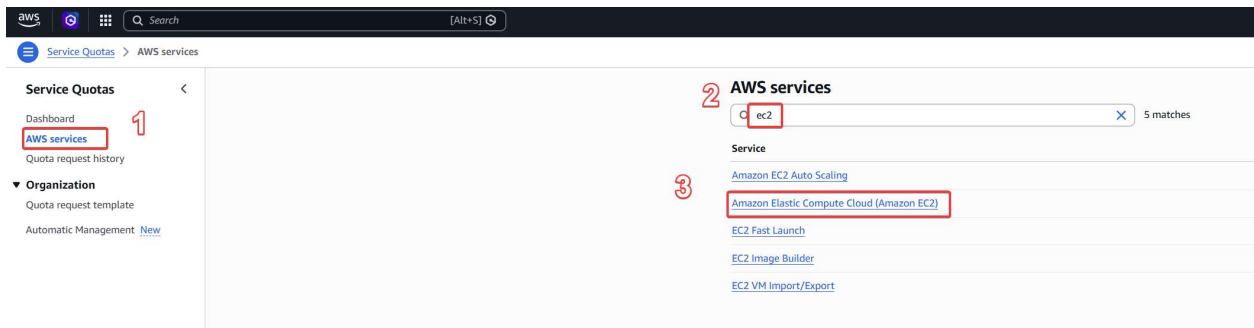 aws
Search [Alt+S]
Service Quotas > AWS services
Service Quotas
Dashboard
1
AWS services
Quota request history
Organization
Quota request template
Automatic Management New
AWS services
2
ec2
5 matches
Service
Amazon EC2 Auto Scaling
3
Amazon Elastic Compute Cloud (Amazon EC2)
EC2 Fast Launch
EC2 Image Builder
EC2 VM Import/Export